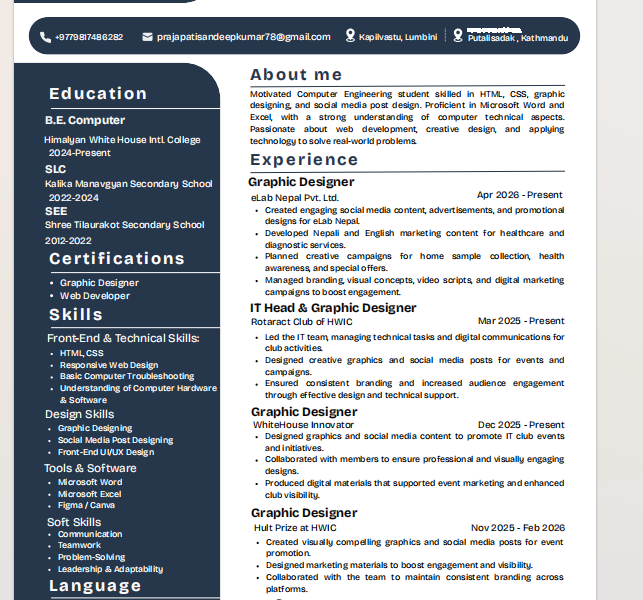 +9779817486282 prajapatisandeepkumar78@gmail.com Kapilvastu, Lumbini Putalisadak , Kathmandu
Education
B.E. Computer
Himalyan White House Intl. College
2024-Present
SLC
Kalika Manavgyan Secondary School
2022-2024
SEE
Shree Tilaurakot Secondary School
2012-2022
Certifications
• Graphic Designer
• Web Developer
Skills
Front-End & Technical Skills:
• HTML, CSS
• Responsive Web Design
• Basic Computer Troubleshooting
• Understanding of Computer Hardware
& Software
Design Skills
• Graphic Designing
• Social Media Post Designing
• Front-End UI/UX Design
Tools & Software
• Microsoft Word
• Microsoft Excel
• Figma / Canva
Soft Skills
• Communication
• Teamwork
• Problem-Solving
• Leadership & Adaptability
Language
About me
Motivated Computer Engineering student skilled in HTML, CSS, graphic
designing, and social media post design. Proficient in Microsoft Word and
Excel, with a strong understanding of computer technical aspects.
Passionate about web development, creative design, and applying
technology to solve real-world problems.
Experience
Graphic Designer
eLab Nepal Pvt. Ltd. Apr 2026 - Present
• Created engaging social media content, advertisements, and promotional
designs for eLab Nepal.
• Developed Nepali and English marketing content for healthcare and
diagnostic services.
• Planned creative campaigns for home sample collection, health
awareness, and special offers.
• Managed branding, visual concepts, video scripts, and digital marketing
campaigns to boost engagement.
IT Head & Graphic Designer
Rotaract Club of HWIC Mar 2025 - Present
• Led the IT team, managing technical tasks and digital communications for
club activities.
• Designed creative graphics and social media posts for events and
campaigns.
• Ensured consistent branding and increased audience engagement
through effective design and technical support.
Graphic Designer
WhiteHouse Innovator Dec 2025 - Present
• Designed graphics and social media content to promote IT club events
and initiatives.
• Collaborated with members to ensure professional and visually engaging
designs.
• Produced digital materials that supported event marketing and enhanced
club visibility.
Graphic Designer
Hult Prize at HWIC Nov 2025 - Feb 2026
• Created visually compelling graphics and social media posts for event
promotion.
• Designed marketing materials to boost engagement and visibility.
• Collaborated with the team to maintain consistent branding across
platforms.